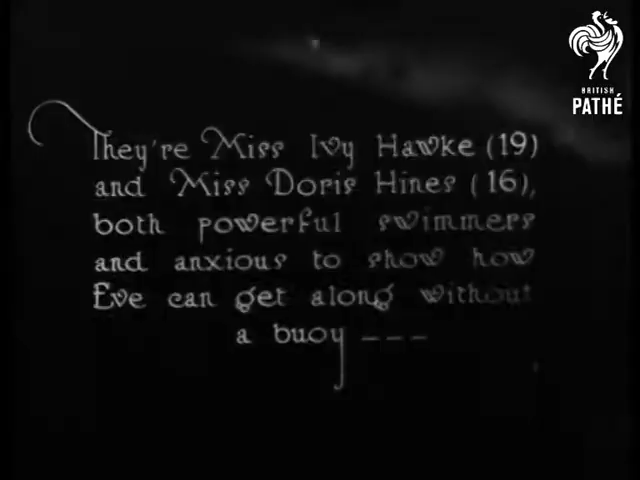 BRITISH
PATHÉ
They're Miss Ivy Hawke (19)
and Miss Doris Hines (16),
both powerful swimmers
and anxious to show how
Eve can get along without
a buoy ---